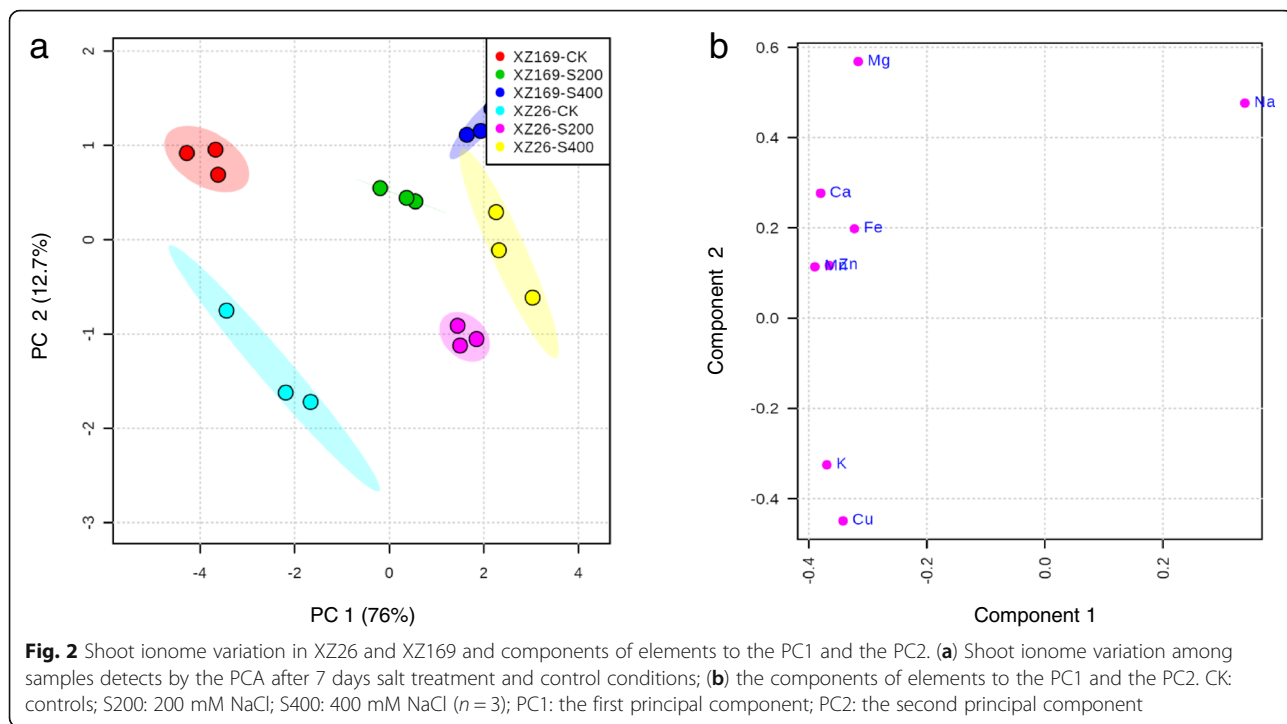 a
2
1
0
-1
-2
-3
PC 2 (12.7%)
-4
-2
0
2
4
PC 1 (76%)
XZ169-CK
XZ169-S200
XZ169-S400
XZ26-CK
XZ26-S200
XZ26-S400
b
0.6
0.4
0.2
0.0
-0.2
-0.4
Component 2
Mg
Na
Ca
Fe
Mn
Zn
K
Cu
-0.4
-0.2
0.0
0.2
Component 1
Fig. 2 Shoot ionome variation in XZ26 and XZ169 and components of elements to the PC1 and the PC2. (a) Shoot ionome variation among
samples detects by the PCA after 7 days salt treatment and control conditions; (b) the components of elements to the PC1 and the PC2. CK:
controls; S200: 200 mM NaCl; S400: 400 mM NaCl (n = 3); PC1: the first principal component; PC2: the second principal component